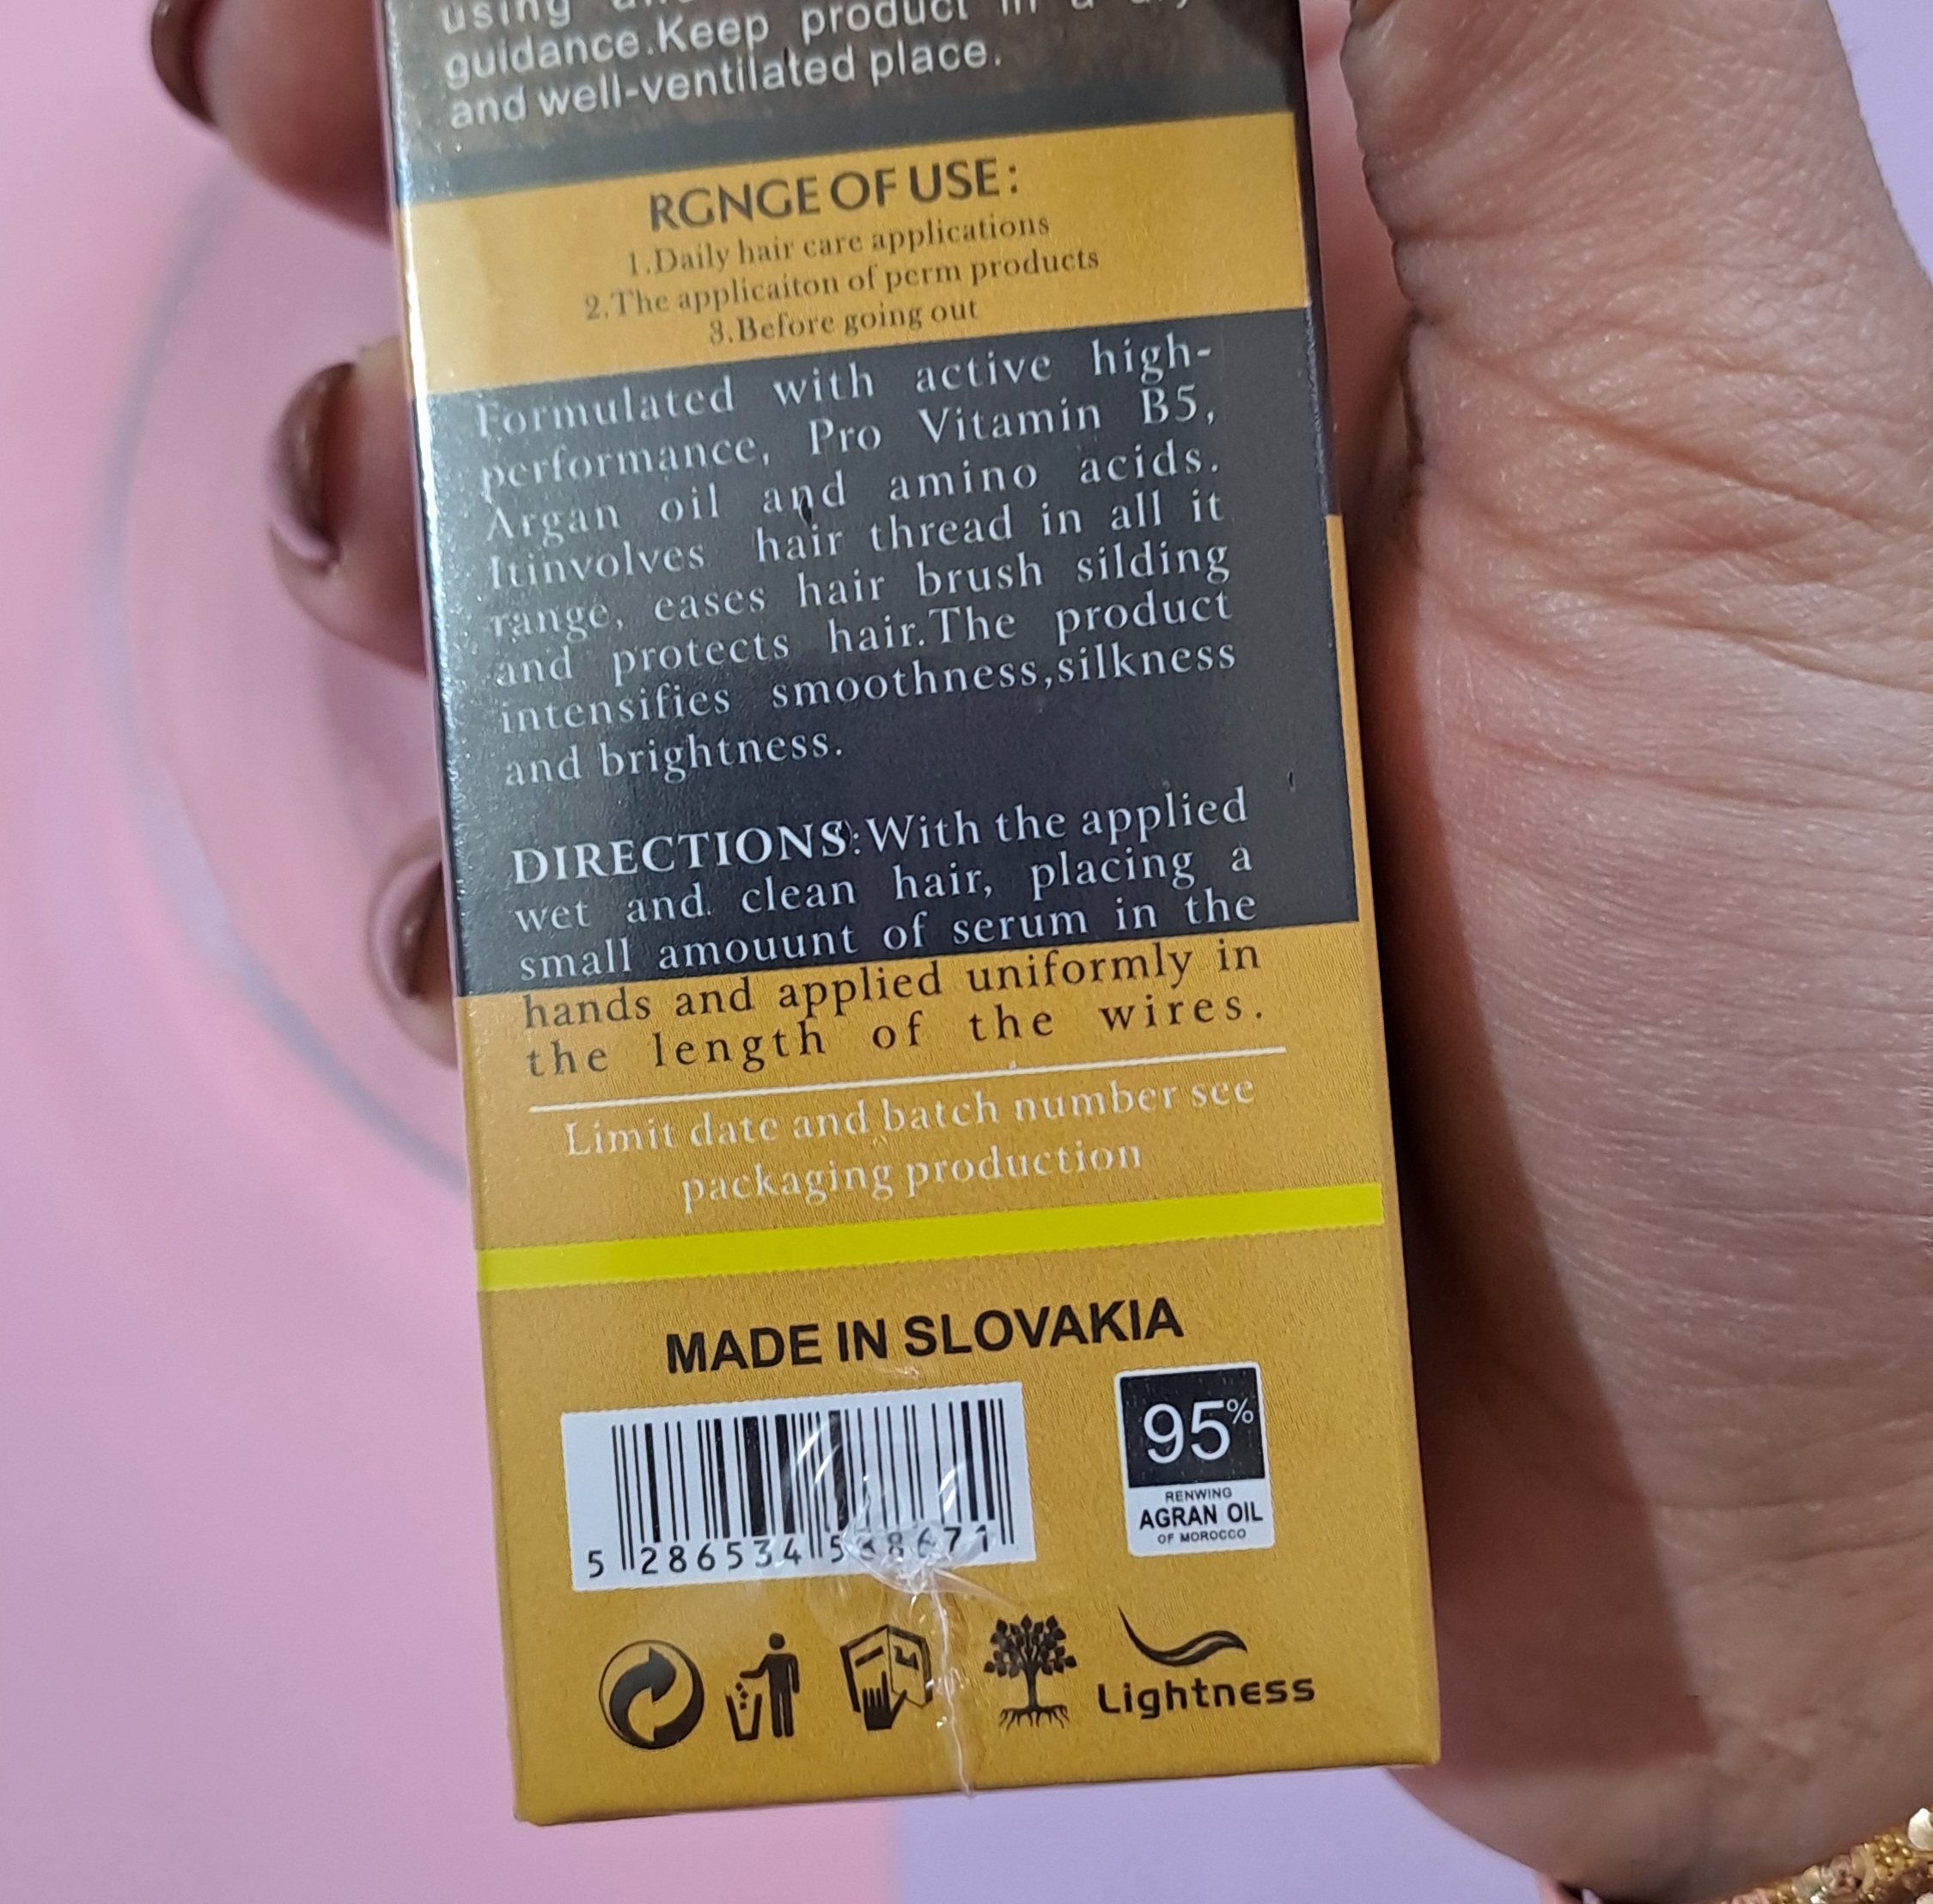 using
guidance.Keep product in a
and well-ventilated place.
RGNGE OF USE:
1.Daily hair care applications
2.The applicaiton of perm products
3.Before going out
Formulated with active high-
performance, Pro Vitamin B5,
Argan oil and amino acids.
Itinvolves hair thread in all it
range, eases hair brush silding
and protects hair.The product
intensifies smoothness,silkness
and brightness.
DIRECTIONS:With the applied
wet and clean hair, placing a
small amouunt of serum in the
hands and applied uniformly in
the length of the wires.
Limit date and batch number see
packaging production
MADE IN SLOVAKIA
95%
RENWING
AGRAN OIL
OF MOROCCO
5 286534 538671
Lightness